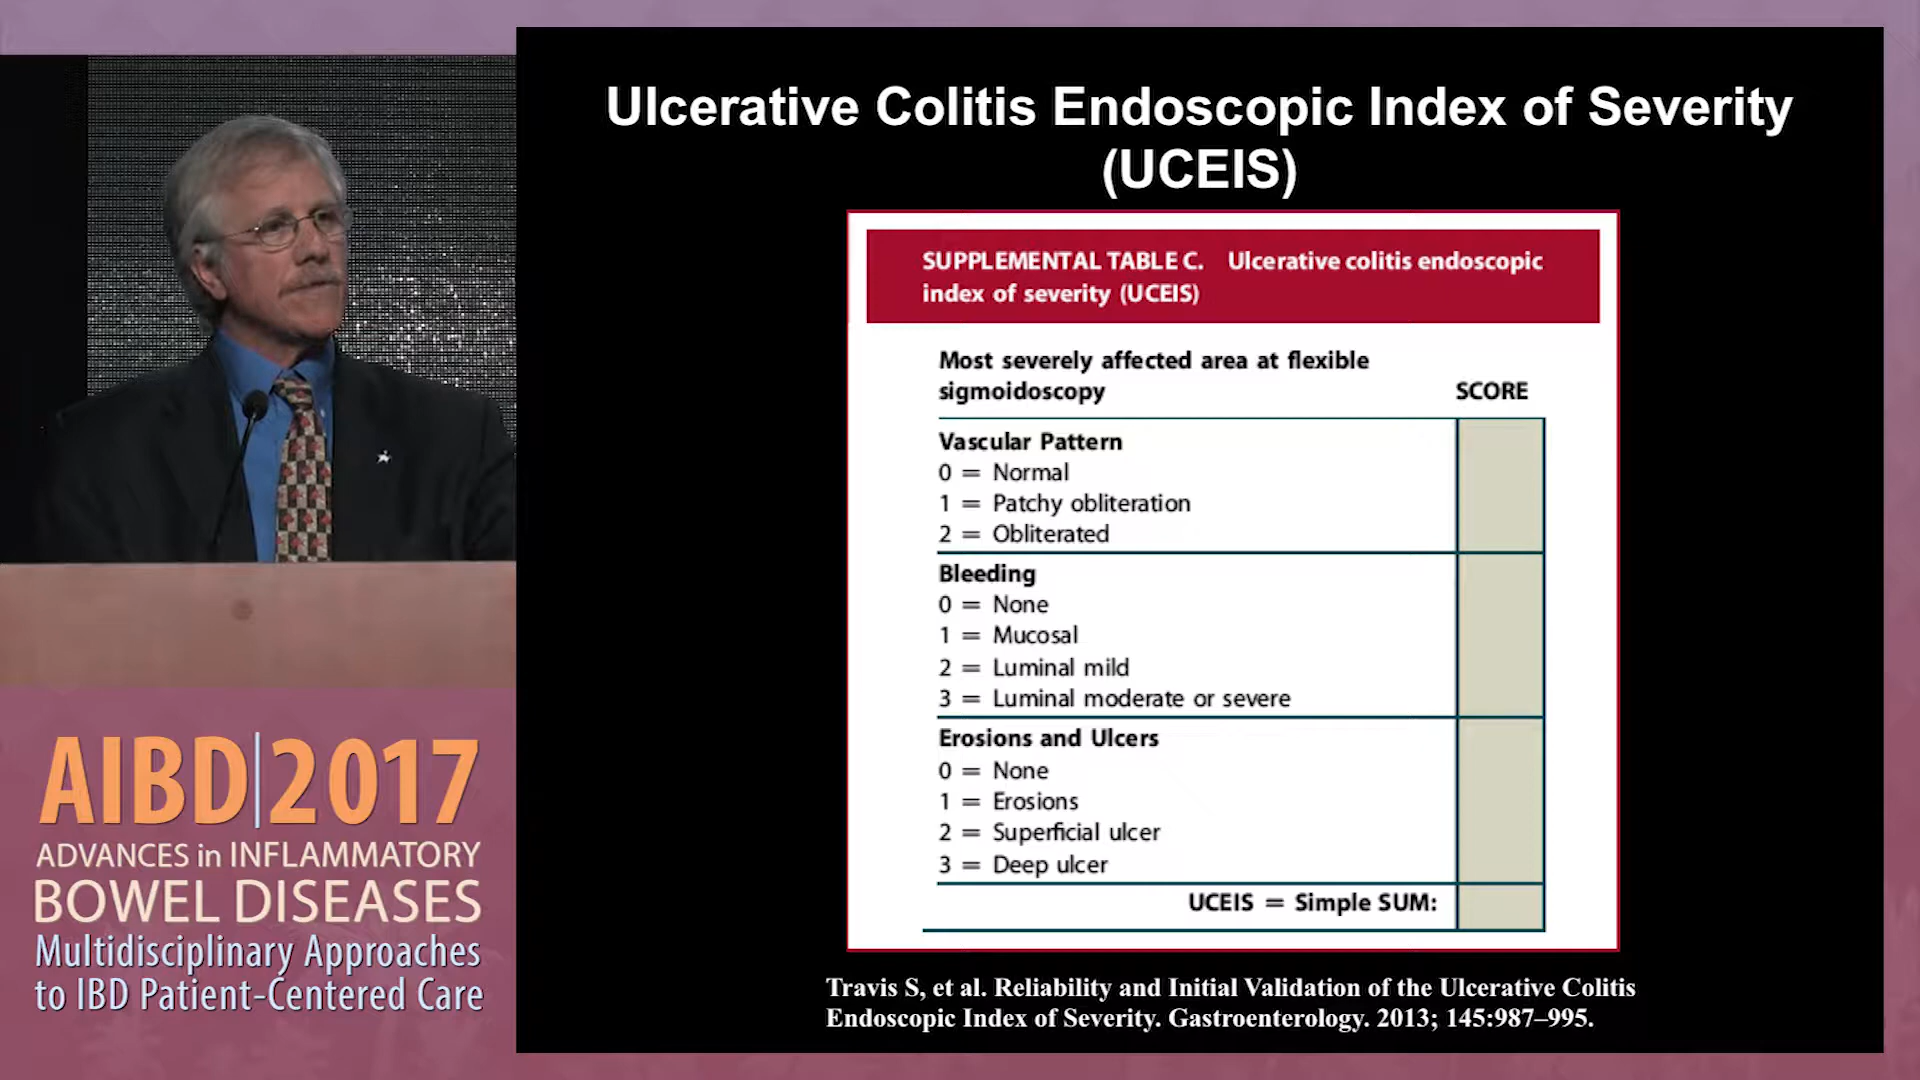 Ulcerative Colitis Endoscopic Index of Severity
(UCEIS)
SUPPLEMENTAL TABLE C. Ulcerative colitis endoscopic
index of severity (UCEIS)
Most severely affected area at flexible
sigmoidoscopy
SCORE
Vascular Pattern
0 = Normal
1 = Patchy obliteration
2 = Obliterated
Bleeding
0 = None
1 = Mucosal
2 = Luminal mild
3 = Luminal moderate or severe
Erosions and Ulcers
0 = None
1 = Erosions
2 = Superficial ulcer
3 = Deep ulcer
UCEIS = Simple SUM:
Travis S, et al. Reliability and Initial Validation of the Ulcerative Colitis
Endoscopic Index of Severity. Gastroenterology. 2013; 145:987–995.
AIBD|2017
ADVANCES in INFLAMMATORY
BOWEL DISEASES
Multidisciplinary Approaches
to IBD Patient-Centered Care